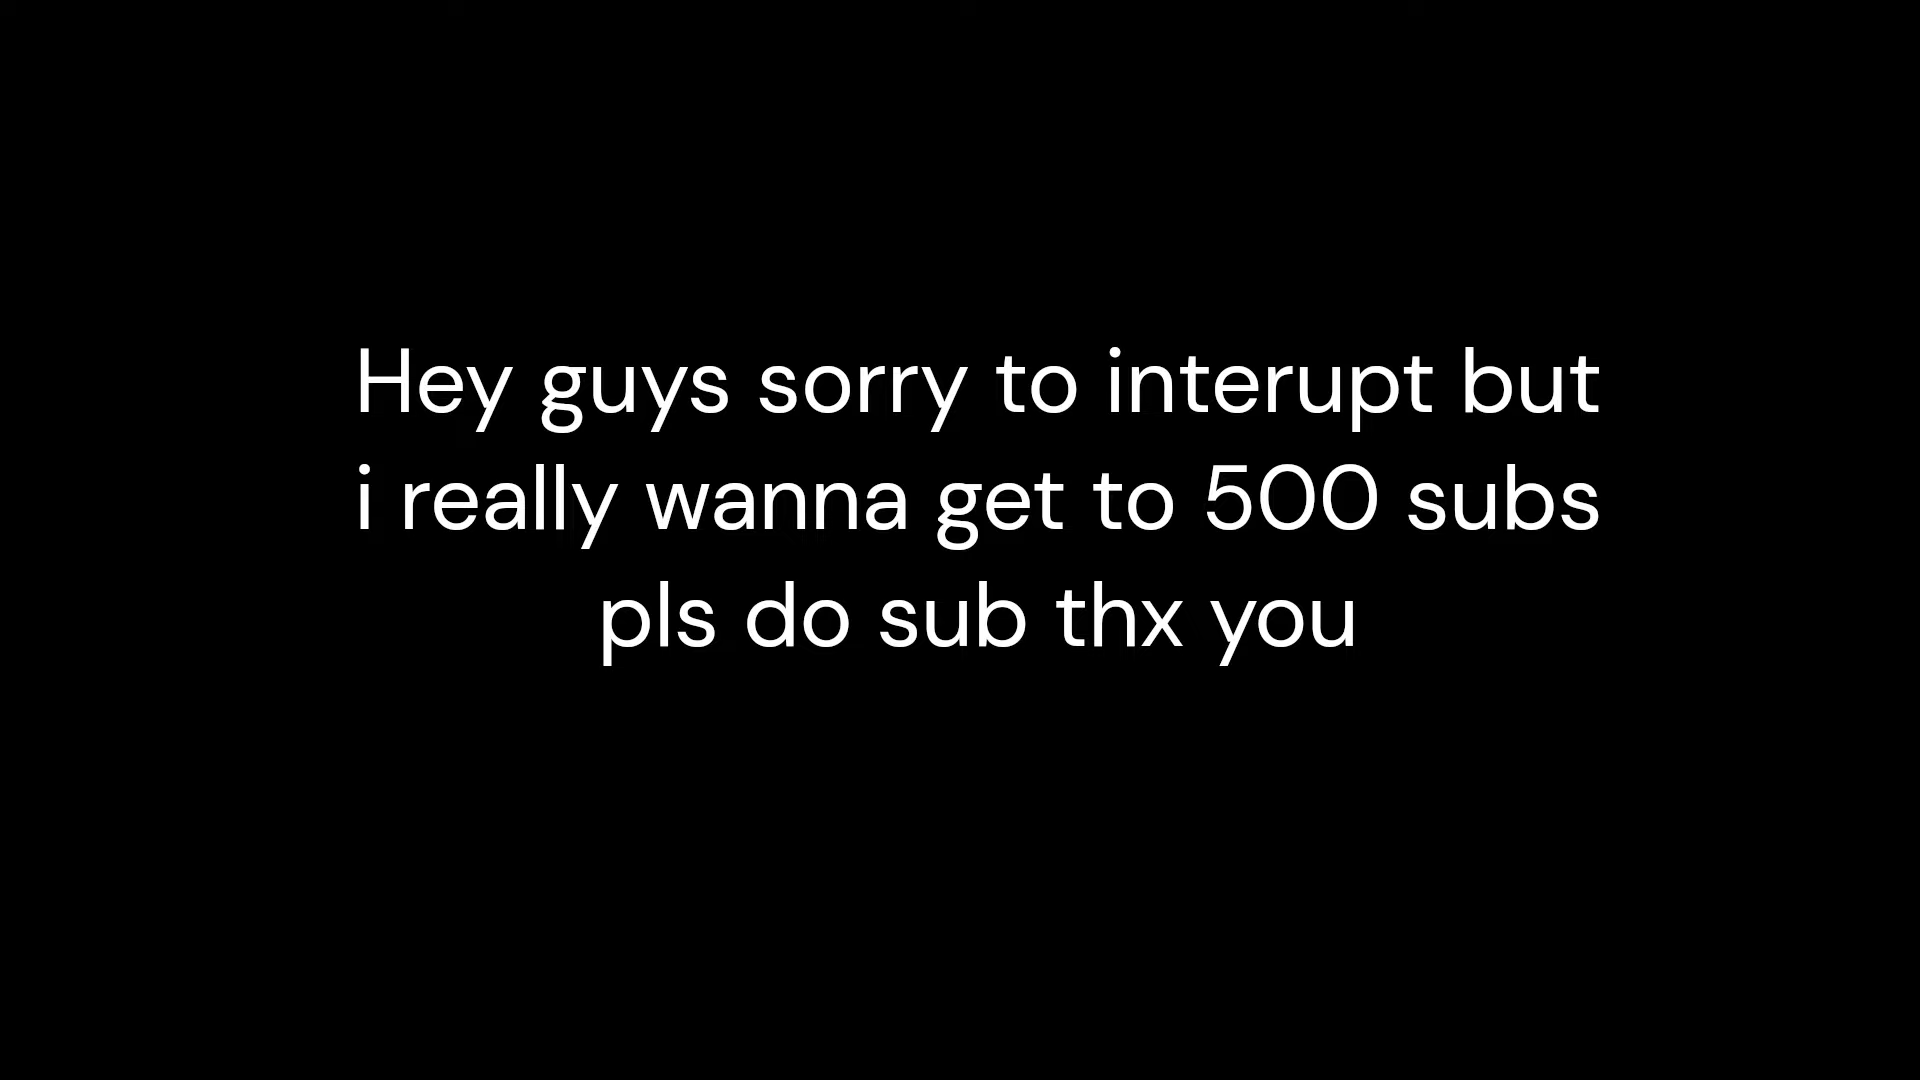 Hey guys sorry to interupt but
i really wanna get to 500 subs
pls do sub thx you